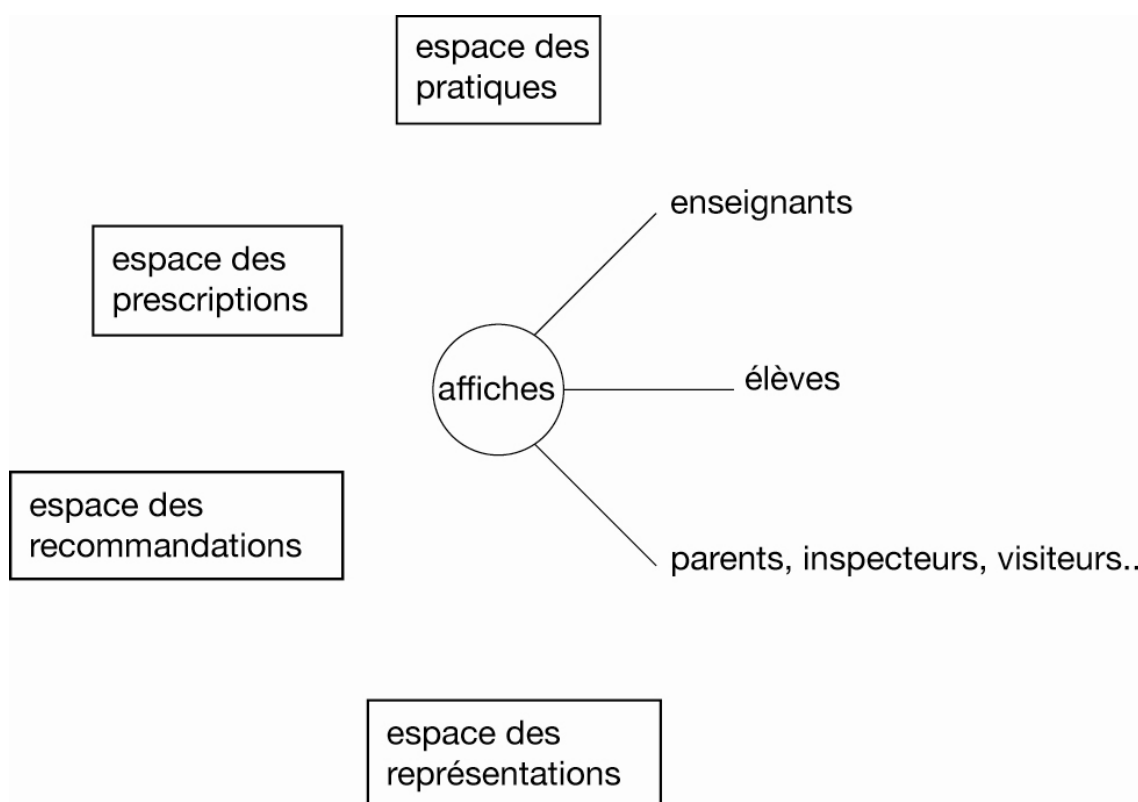 espace des
pratiques
enseignants
espace des
prescriptions
affiches
élèves
espace des
recommandations
parents, inspecteurs, visiteurs..
espace des
représentations